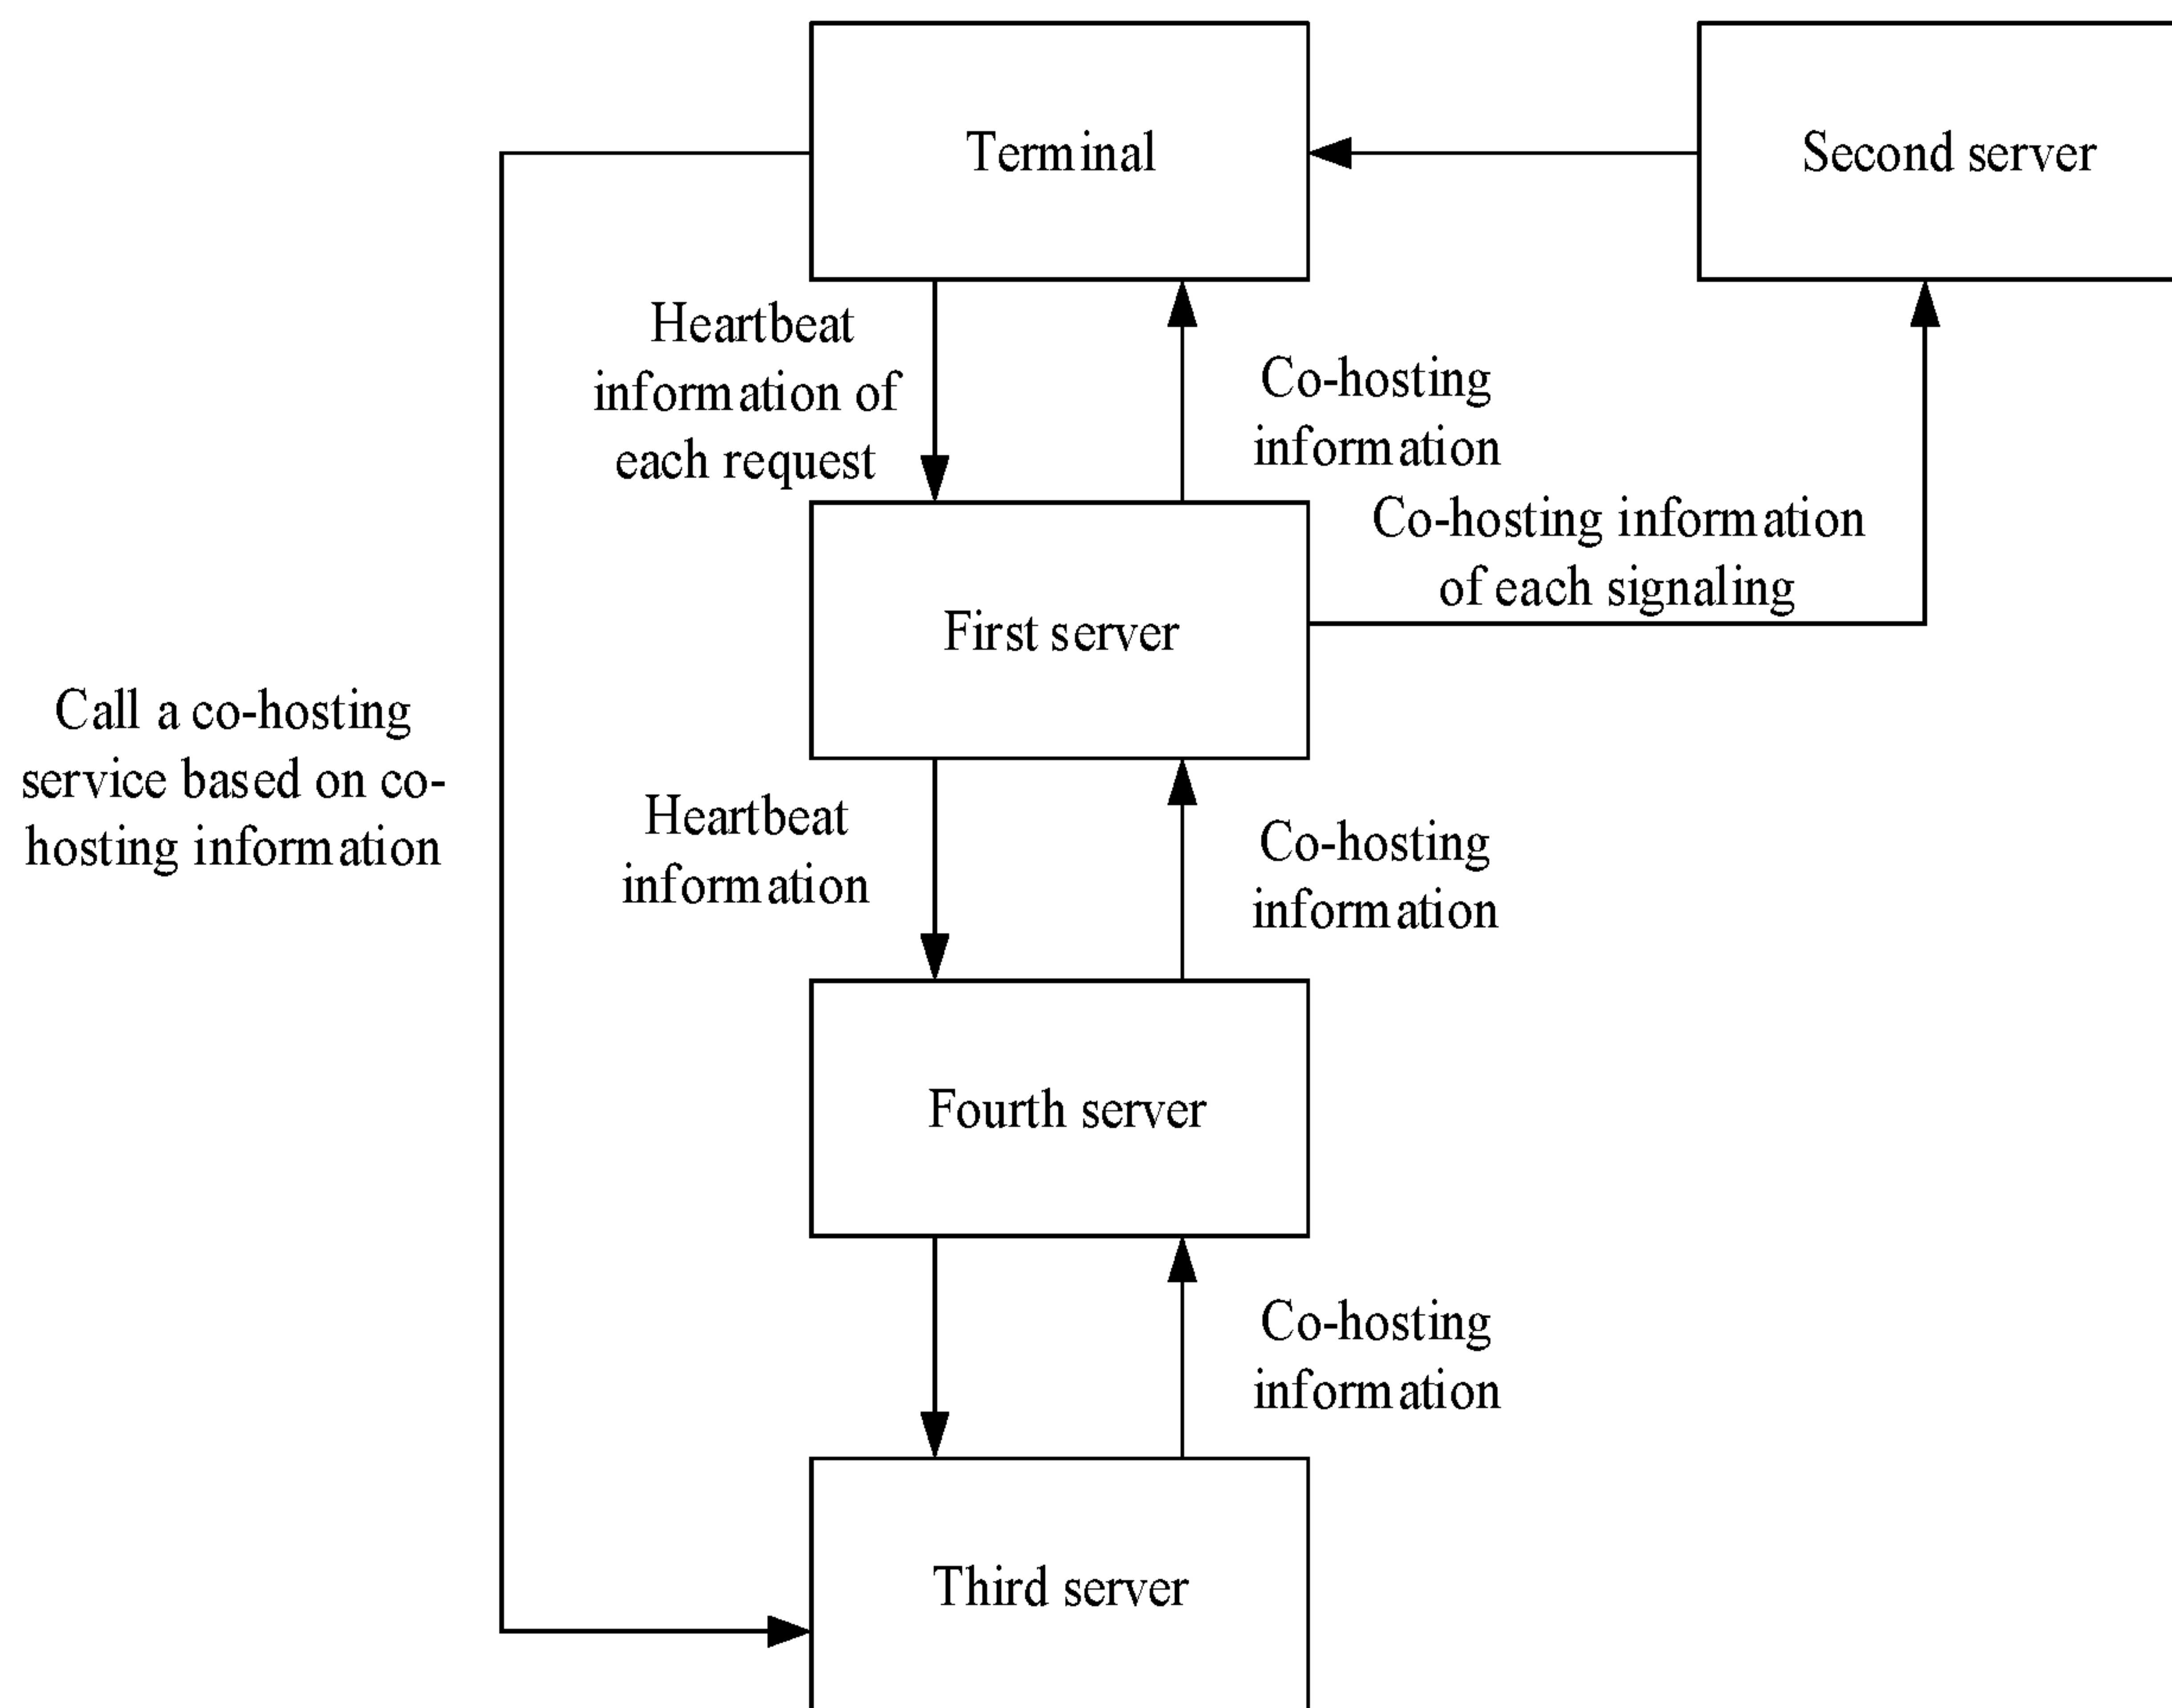 Terminal
Second server
Heartbeat
information of
each request
Co-hosting
information
Co-hosting information
of each signaling
First server
Call a co-hosting
service based on co-
hosting information
Heartbeat
information
Co-hosting
information
Fourth server
Co-hosting
information
Third server